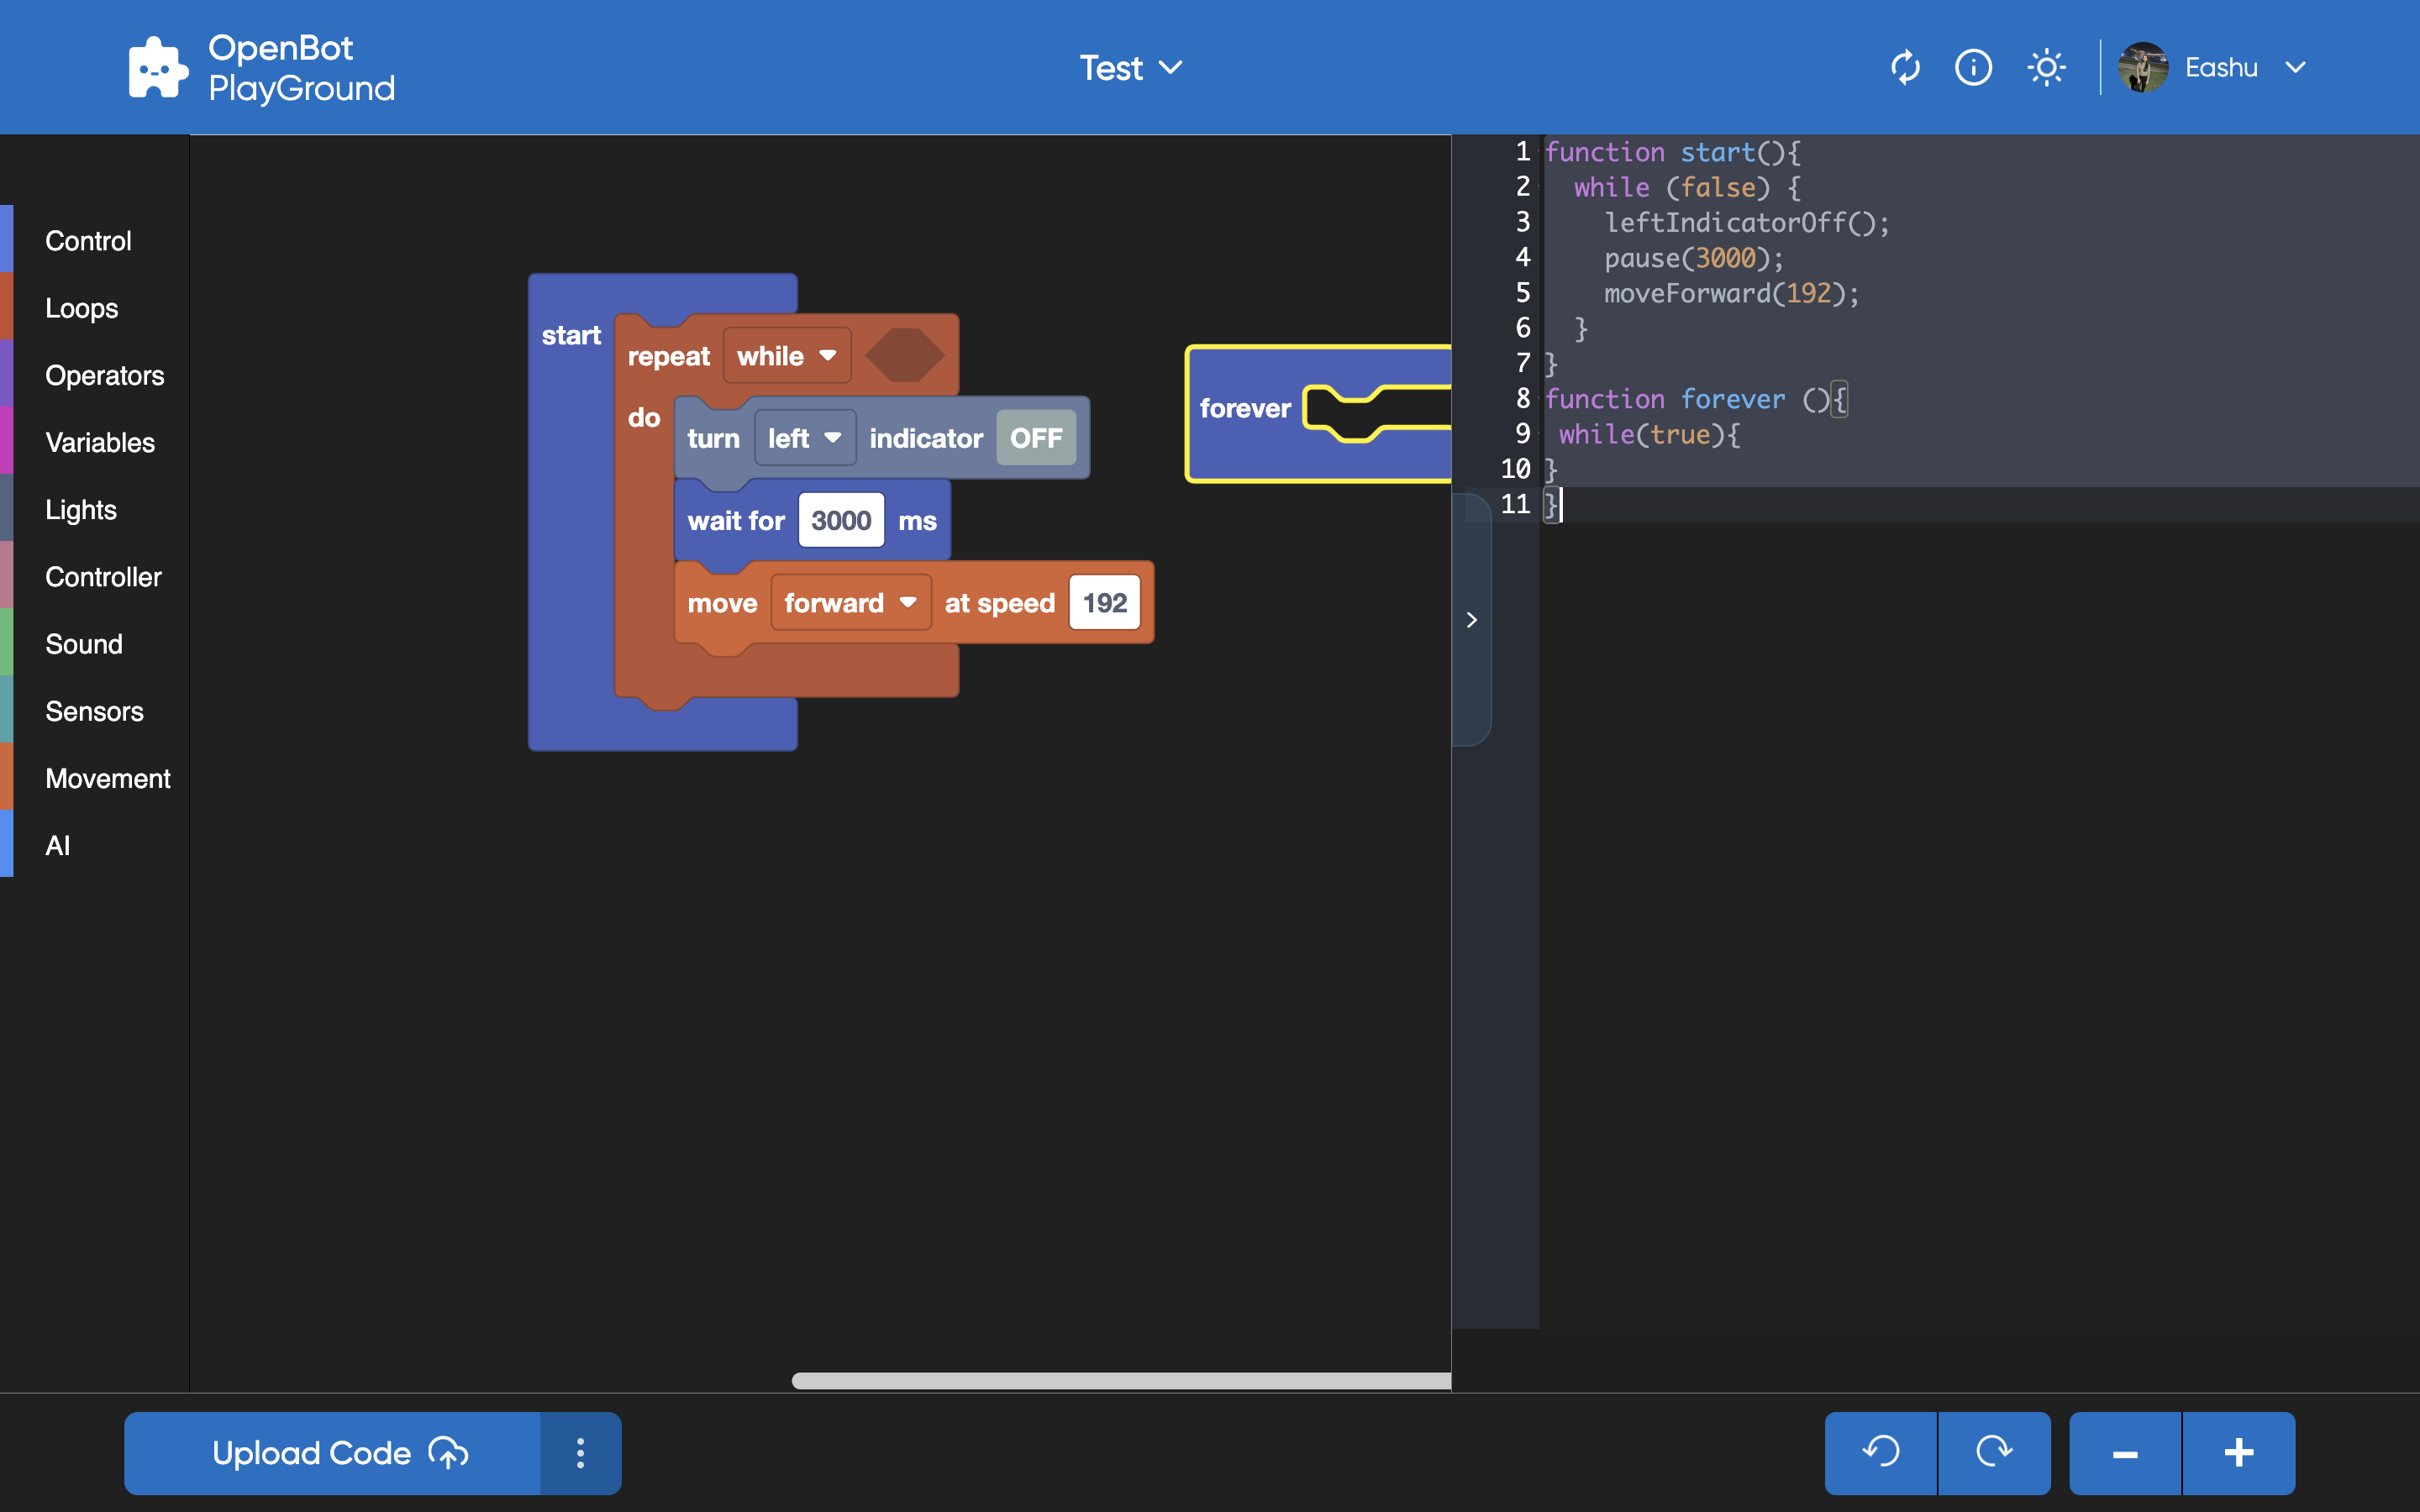 OpenBot
PlayGround
Test
Eashu
Control
Loops
Operators
Variables
Lights
Controller
Sound
Sensors
Movement
AI
start
repeat while
do
turn left indicator OFF
wait for 3000 ms
move forward at speed 192
forever
1 function start(){
2 while (false) {
3 leftIndicatorOff();
4 pause(3000);
5 moveForward(192);
6 }
7 }
8 function forever (){
9 while(true){
10 }
11 }
Upload Code